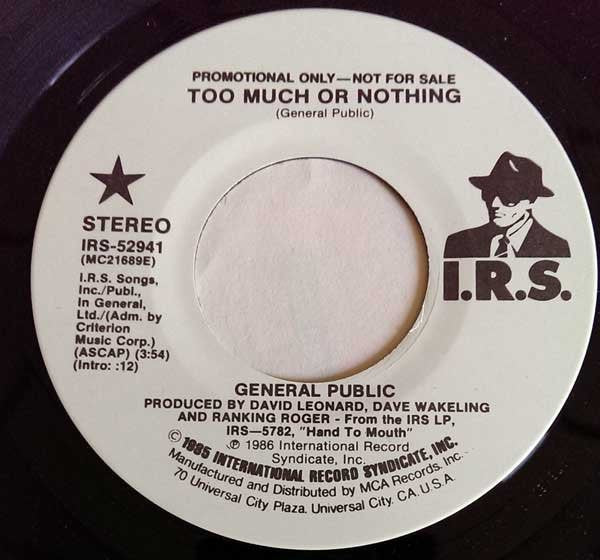 PROMOTIONAL ONLY—NOT FOR SALE
TOO MUCH OR NOTHING
(General Public)
STEREO
IRS-52941
(MC21689E)
I.R.S. Songs,
Inc./Publ.,
In General,
Ltd./(Adm. by
Criterion
Music Corp.)
(ASCAP) (3:54)
(Intro: :12)
I.R.S.
GENERAL PUBLIC
PRODUCED BY DAVID LEONARD, DAVE WAKELING
AND RANKING ROGER - From the IRS LP,
IRS—5782, "Hand To Mouth"
℗ 1986 International Record
Syndicate, Inc.
© 1985 INTERNATIONAL RECORD SYNDICATE, INC.
Manufactured and Distributed by MCA Records, Inc.
70 Universal City Plaza. Universal City, CA. U.S.A.